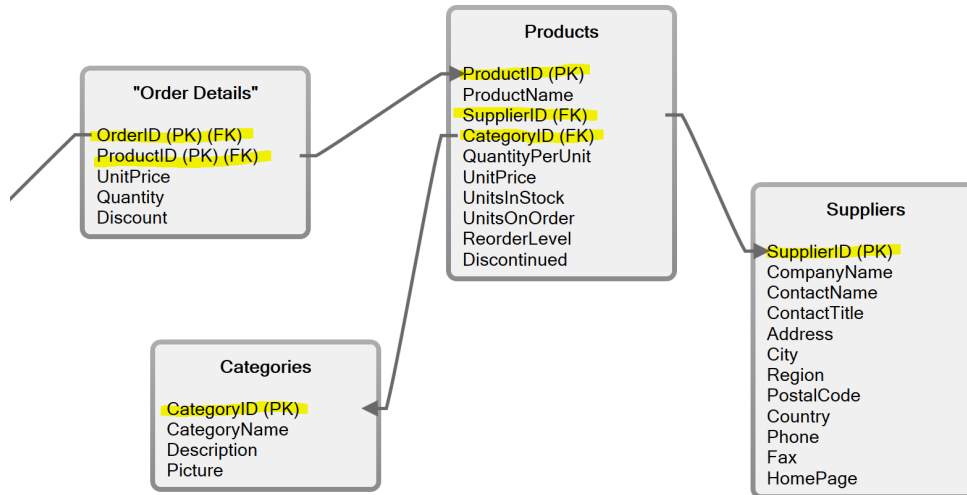 "Order Details"
OrderID (PK) (FK)
ProductID (PK) (FK)
UnitPrice
Quantity
Discount
Products
ProductID (PK)
ProductName
SupplierID (FK)
CategoryID (FK)
QuantityPerUnit
UnitPrice
UnitsInStock
UnitsOnOrder
ReorderLevel
Discontinued
Categories
CategoryID (PK)
CategoryName
Description
Picture
Suppliers
SupplierID (PK)
CompanyName
ContactName
ContactTitle
Address
City
Region
PostalCode
Country
Phone
Fax
HomePage